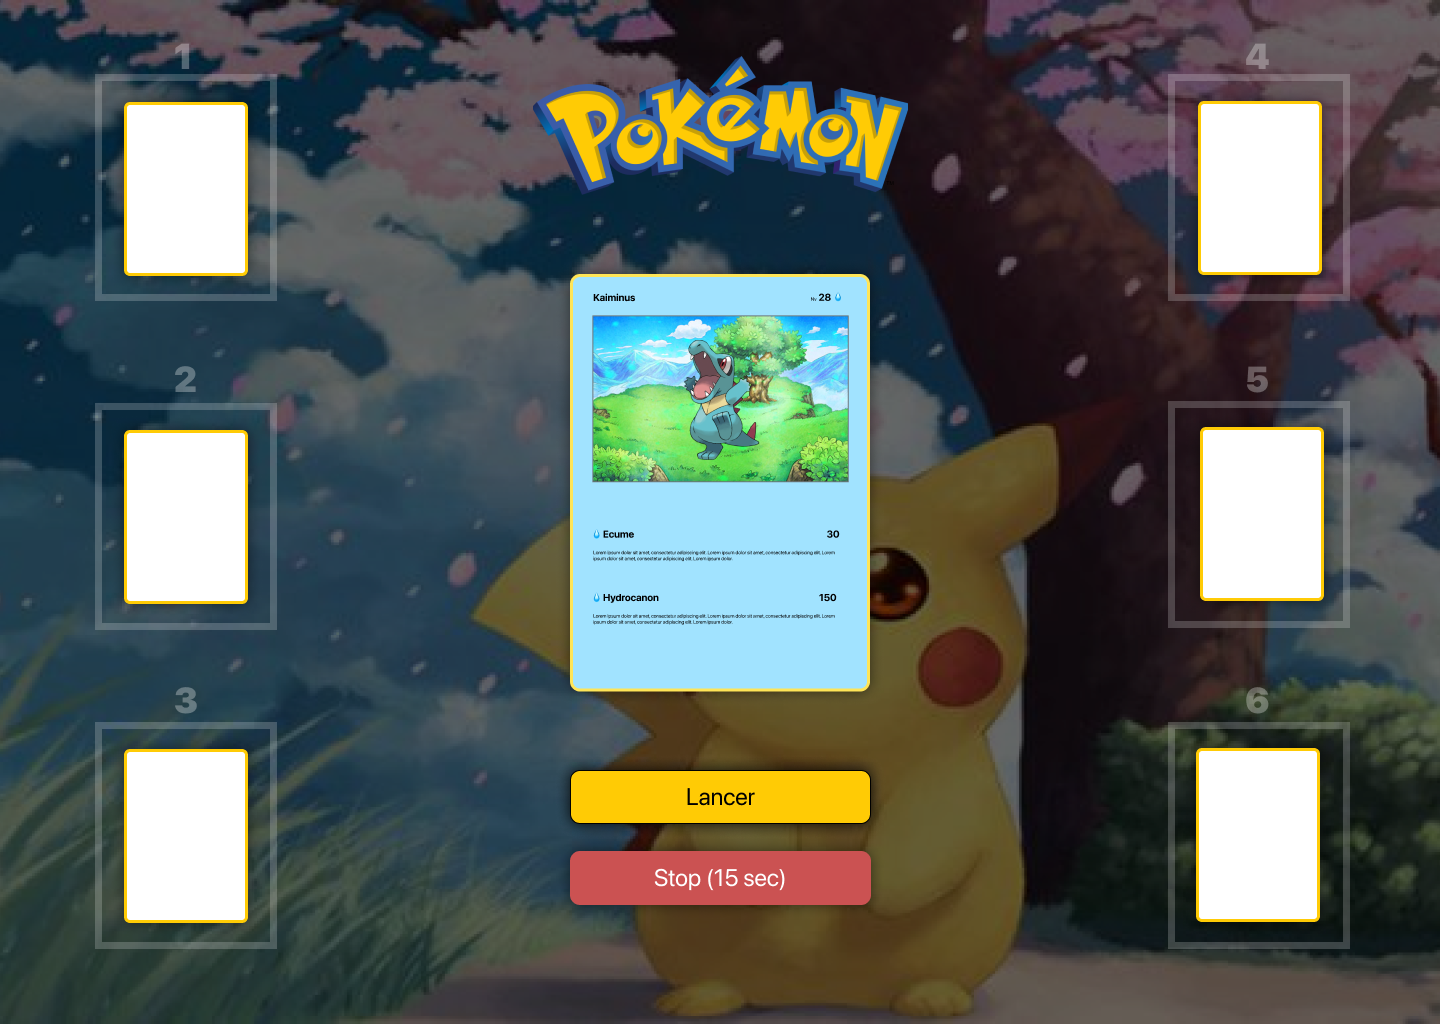 1
4
Pokémon
Kaiminus
Nv 28
2
5
Ecume
30
Lorem ipsum dolor sit amet, consectetur adipiscing elit. Lorem ipsum dolor sit amet, consectetur adipiscing elit. Lorem
ipsum dolor sit amet, consectetur adipiscing elit. Lorem ipsum dolor.
Hydrocanon
150
Lorem ipsum dolor sit amet, consectetur adipiscing elit. Lorem ipsum dolor sit amet, consectetur adipiscing elit. Lorem
ipsum dolor sit amet, consectetur adipiscing elit. Lorem ipsum dolor.
3
6
Lancer
Stop (15 sec)